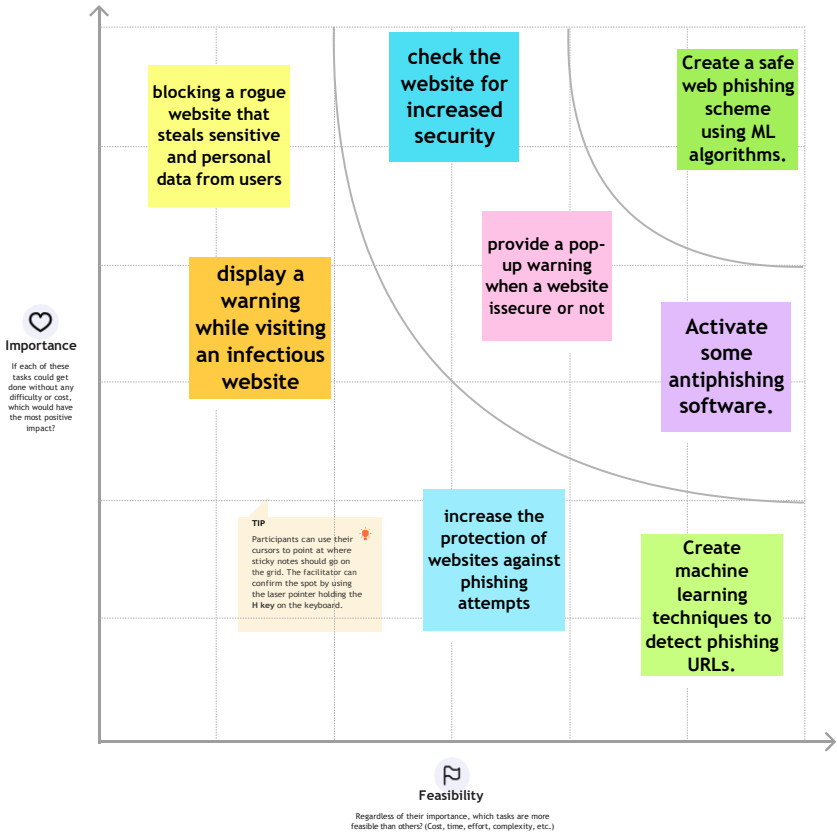 blocking a rogue
website that
steals sensitive
and personal
data from users
check the
website for
increased
security
Create a safe
web phishing
scheme
using ML
algorithms.
provide a pop-
up warning
when a website
issecure or not
display a
warning
while visiting
an infectious
website
Activate
some
antiphishing
software.
Importance
If each of these
tasks could get
done without any
difficulty or cost,
which would have
the most positive
impact?
TIP
Participants can use their
cursors to point at where
sticky notes should go on
the grid. The facilitator can
confirm the spot by using
the laser pointer holding the
H key on the keyboard.
increase the
protection of
websites against
phishing
attempts
Create
machine
learning
techniques to
detect phishing
URLs.
Feasibility
Regardless of their importance, which tasks are more
feasible than others? (Cost, time, effort, complexity, etc.)